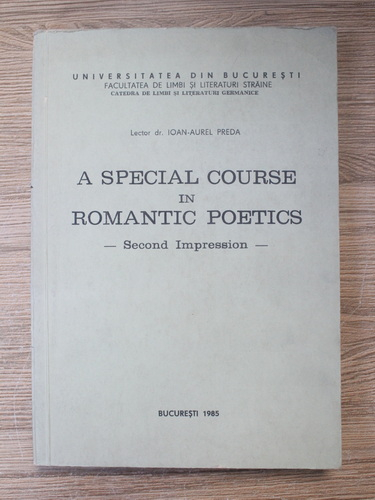 UNIVERSITATEA DIN BUCUREȘTI
FACULTATEA DE LIMBI ȘI LITERATURI STRĂINE
CATEDRA DE LIMBI ȘI LITERATURI GERMANICE
Lector dr. IOAN-AUREL PREDA
A SPECIAL COURSE
IN
ROMANTIC POETICS
— Second Impression —
BUCUREȘTI 1985